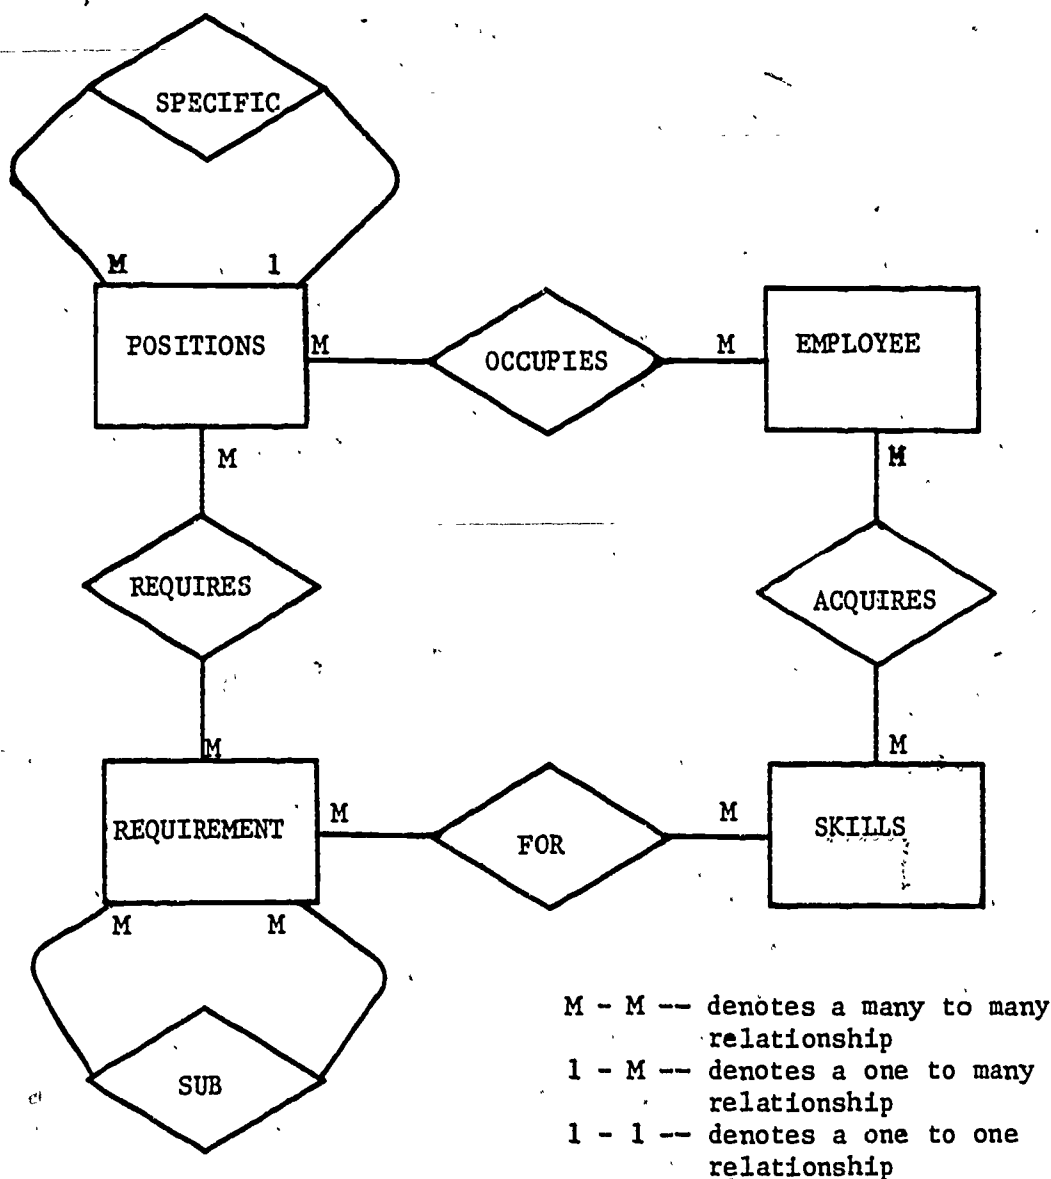 SPECIFIC
M 1
POSITIONS
M
OCCUPIES
M
EMPLOYEE
M
M
REQUIRES
ACQUIRES
M
M
REQUIREMENT
M
FOR
M
SKILLS
M M
SUB
M - M -- denotes a many to many
relationship
1 - M -- denotes a one to many
relationship
1 - 1 -- denotes a one to one
relationship